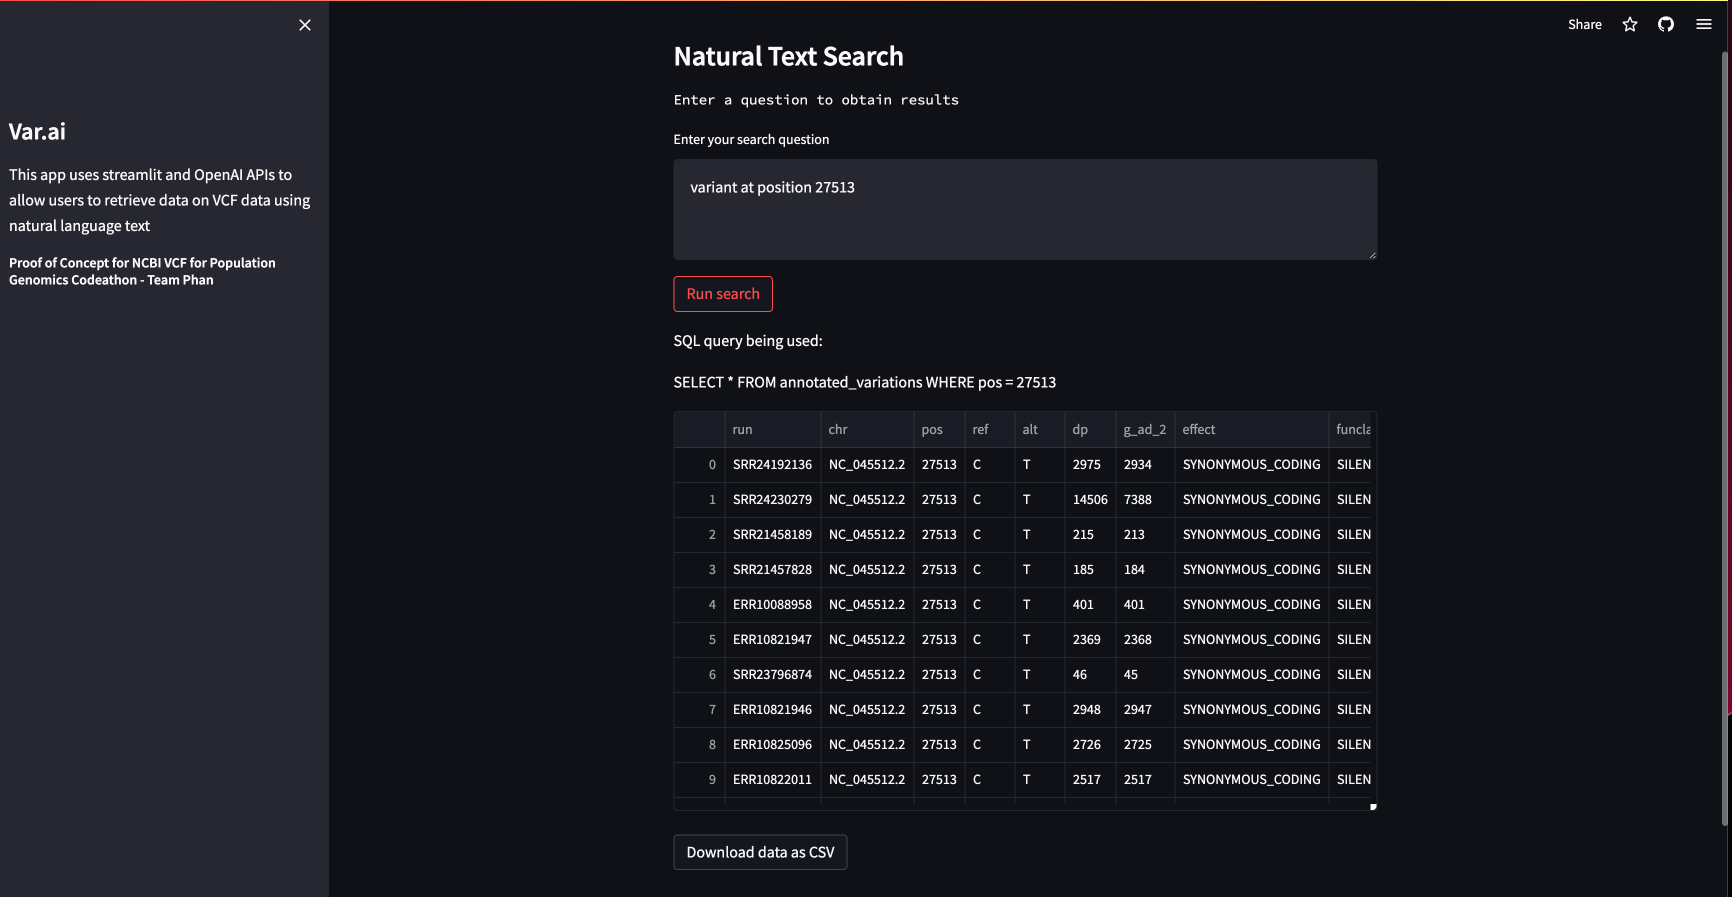 Share
Var.ai
This app uses streamlit and OpenAI APIs to
allow users to retrieve data on VCF data using
natural language text
Proof of Concept for NCBI VCF for Population
Genomics Codeathon - Team Phan
Natural Text Search
Enter a question to obtain results
Enter your search question
variant at position 27513
Run search
SQL query being used:
SELECT * FROM annotated_variations WHERE pos = 27513
run chr pos ref alt dp g_ad_2 effect funcla
0 SRR24192136 NC_045512.2 27513 C T 2975 2934 SYNONYMOUS_CODING SILEN
1 SRR24230279 NC_045512.2 27513 C T 14506 7388 SYNONYMOUS_CODING SILEN
2 SRR21458189 NC_045512.2 27513 C T 215 213 SYNONYMOUS_CODING SILEN
3 SRR21457828 NC_045512.2 27513 C T 185 184 SYNONYMOUS_CODING SILEN
4 ERR10088958 NC_045512.2 27513 C T 401 401 SYNONYMOUS_CODING SILEN
5 ERR10821947 NC_045512.2 27513 C T 2369 2368 SYNONYMOUS_CODING SILEN
6 SRR23796874 NC_045512.2 27513 C T 46 45 SYNONYMOUS_CODING SILEN
7 ERR10821946 NC_045512.2 27513 C T 2948 2947 SYNONYMOUS_CODING SILEN
8 ERR10825096 NC_045512.2 27513 C T 2726 2725 SYNONYMOUS_CODING SILEN
9 ERR10822011 NC_045512.2 27513 C T 2517 2517 SYNONYMOUS_CODING SILEN
Download data as CSV